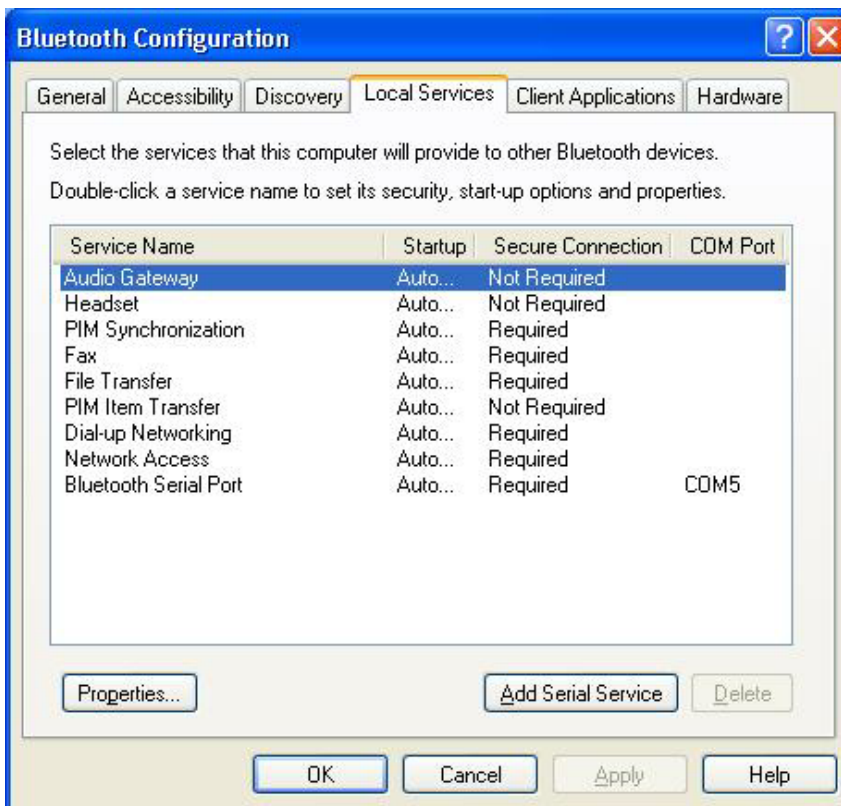 Bluetooth Configuration
General Accessibility Discovery Local Services Client Applications Hardware
Select the services that this computer will provide to other Bluetooth devices.
Double-click a service name to set its security, start-up options and properties.
Service Name Startup Secure Connection COM Port
Audio Gateway Auto... Not Required
Headset Auto... Not Required
PIM Synchronization Auto... Required
Fax Auto... Required
File Transfer Auto... Required
PIM Item Transfer Auto... Not Required
Dial-up Networking Auto... Required
Network Access Auto... Required
Bluetooth Serial Port Auto... Required COM5
Properties... Add Serial Service Delete
OK Cancel Apply Help